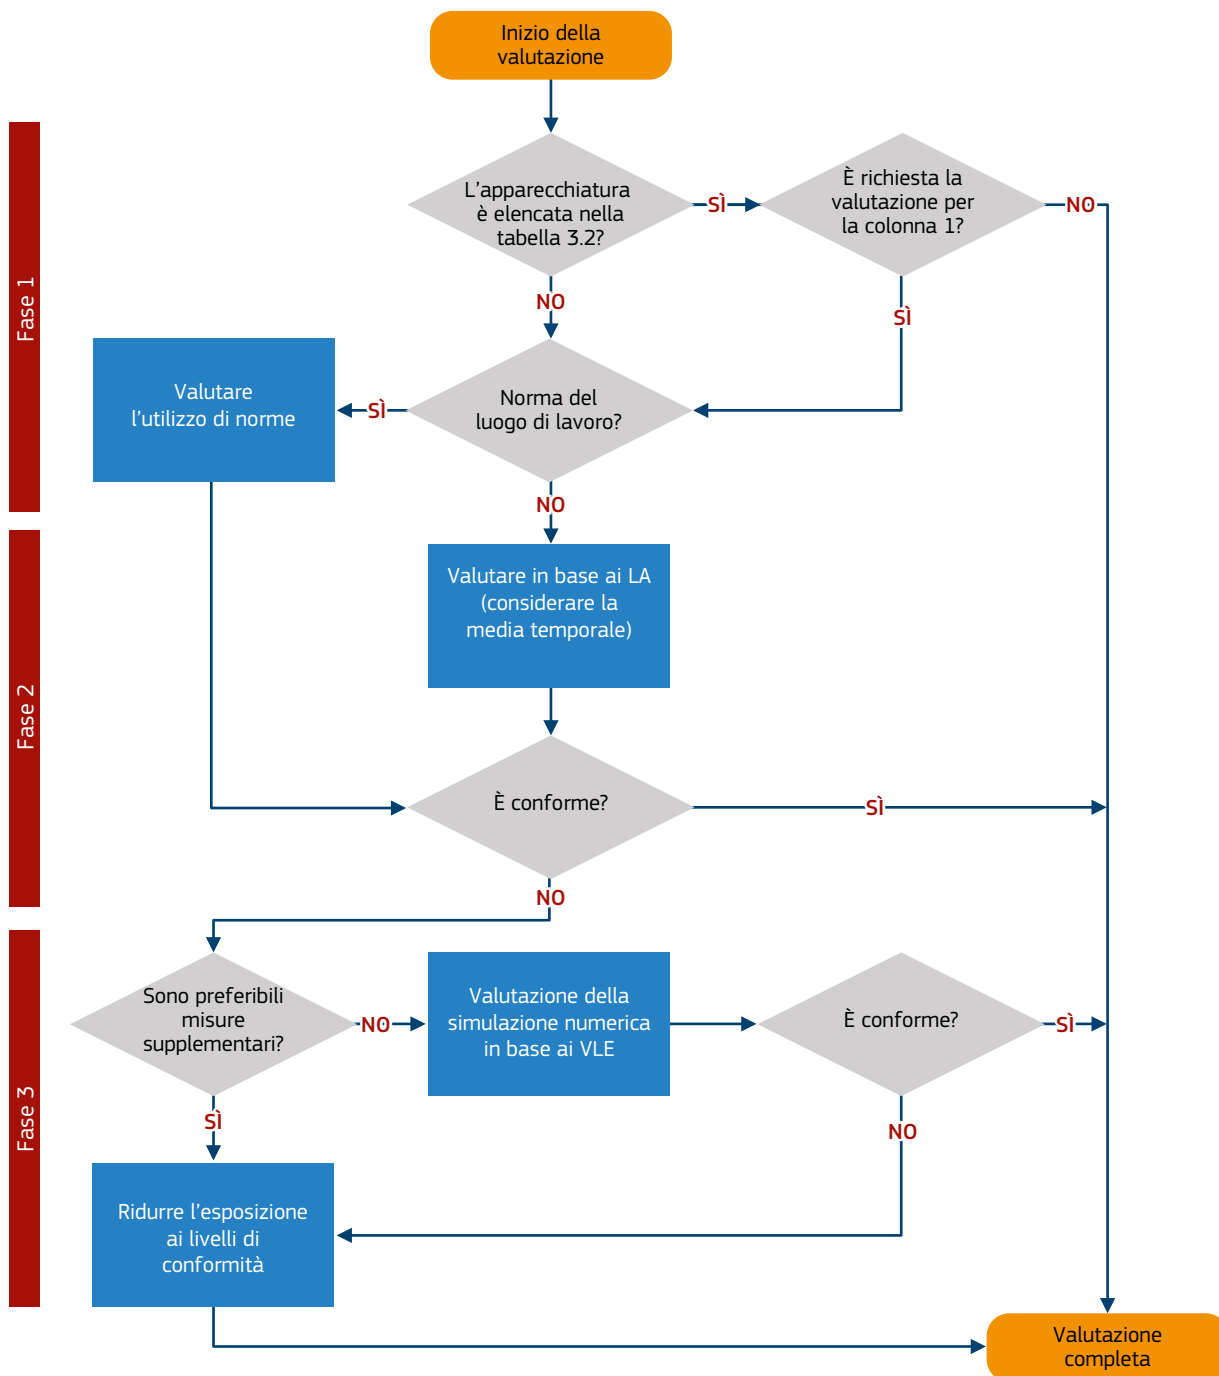 Inizio della
valutazione
Fase 1
L'apparecchiatura
è elencata nella
tabella 3.2?
SÌ
È richiesta la
valutazione per
la colonna 1?
NO
NO
SÌ
Valutare
l'utilizzo di norme
SÌ
Norma del
luogo di lavoro?
NO
Fase 2
Valutare in base ai LA
(considerare la
media temporale)
È conforme?
SÌ
NO
Fase 3
Sono preferibili
misure
supplementari?
NO
Valutazione della
simulazione numerica
in base ai VLE
È conforme?
SÌ
SÌ
NO
Ridurre l'esposizione
ai livelli di
conformità
Valutazione
completa